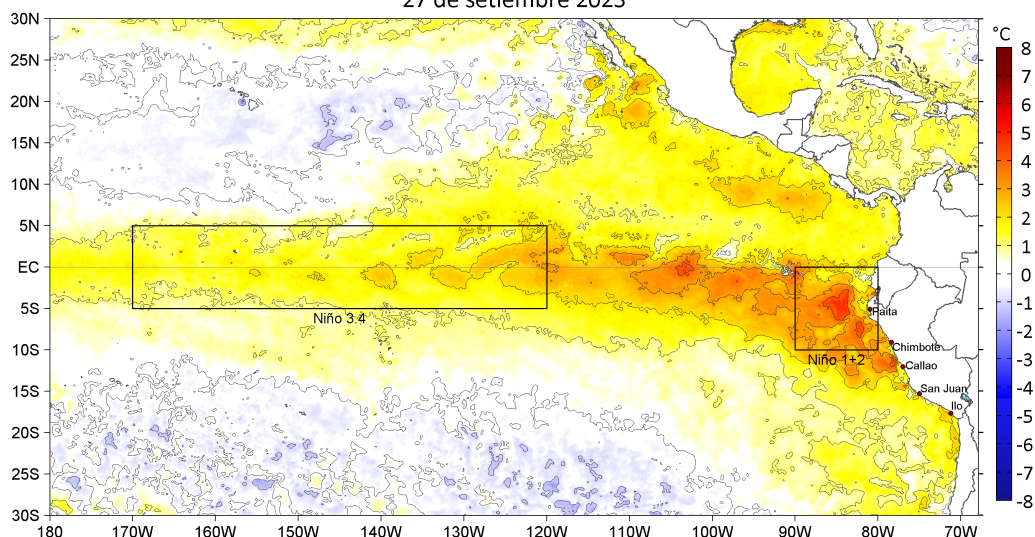 27 de setiembre 2023
30N
25N
20N
15N
10N
5N
EC
5S
10S
15S
20S
25S
30S
180
170W
160W
150W
140W
130W
120W
110W
100W
90W
80W
70W
Niño 3.4
Niño 1+2
Paita
Chimbote
Callao
San Juan
Ilo
°C
8
7
6
5
4
3
2
1
0
-1
-2
-3
-4
-5
-6
-7
-8